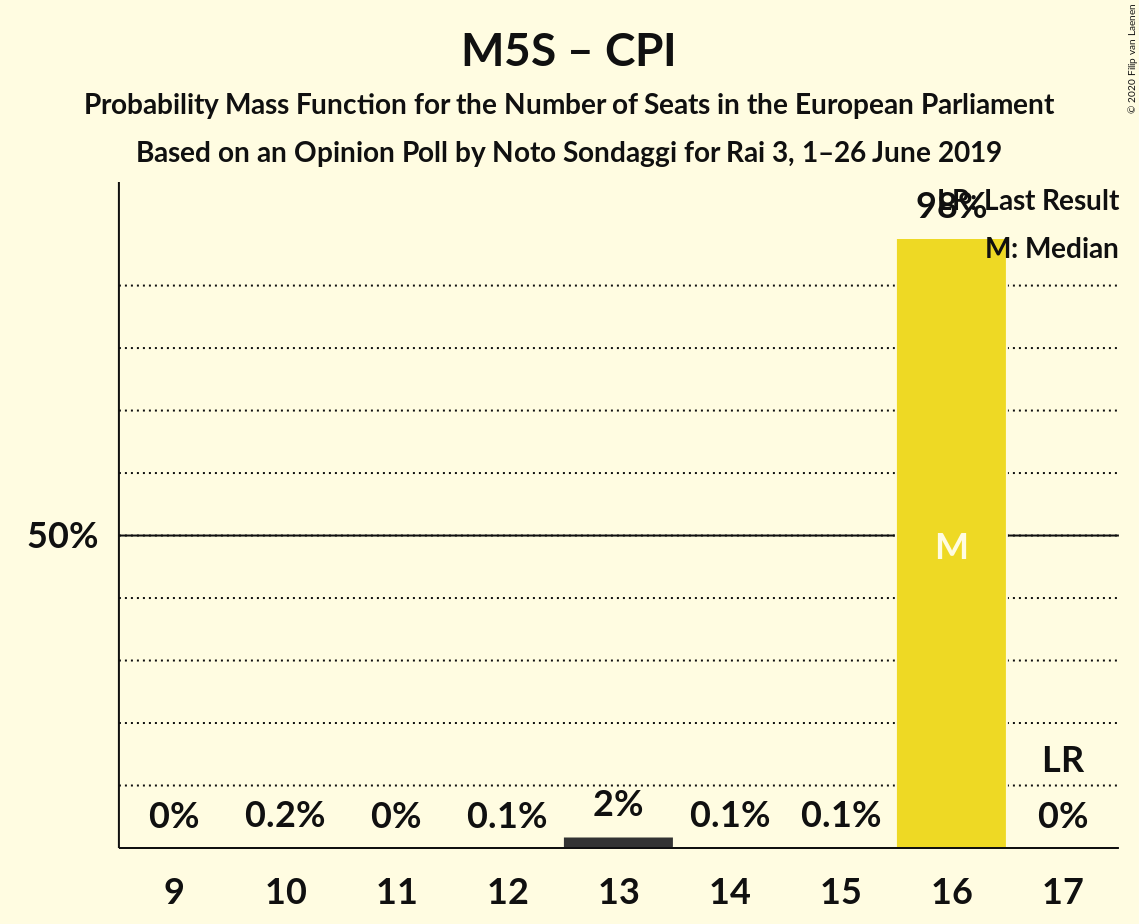 M5S – CPI
Probability Mass Function for the Number of Seats in the European Parliament
Based on an Opinion Poll by Noto Sondaggi for Rai 3, 1–26 June 2019
© 2020 Filip van Laenen
98%
LR: Last Result
M: Median
50%
M
LR
0%
0.2%
0%
0.1%
2%
0.1%
0.1%
0%
9
10
11
12
13
14
15
16
17